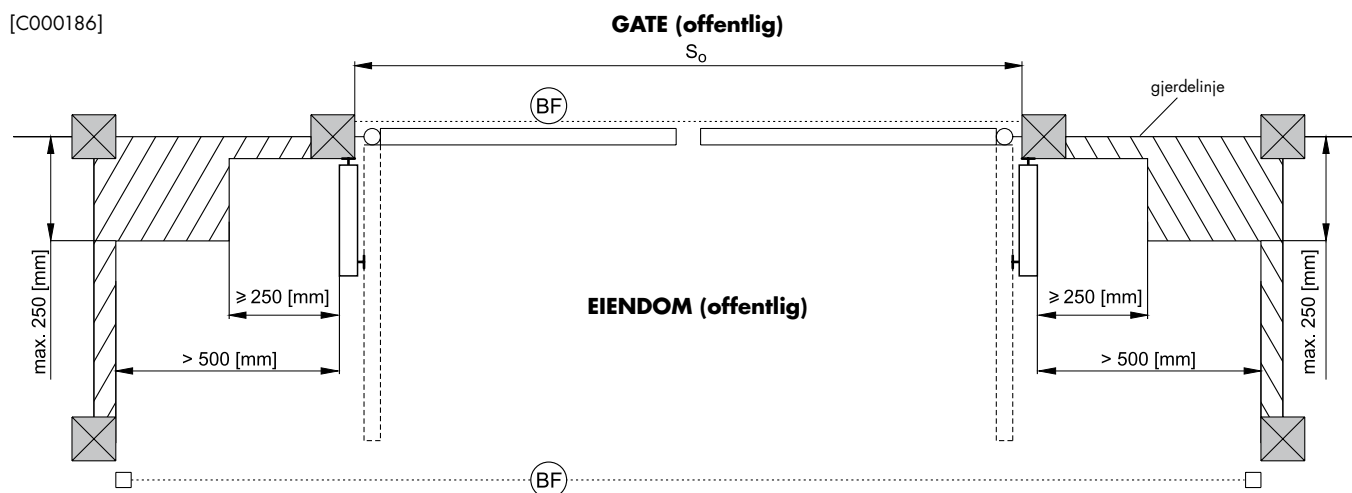 [C000186]
GATE (offentlig)
So
BF
gjerdelinje
max. 250 [mm]
⩾ 250 [mm]
> 500 [mm]
EIENDOM (offentlig)
⩾ 250 [mm]
> 500 [mm]
max. 250 [mm]
BF